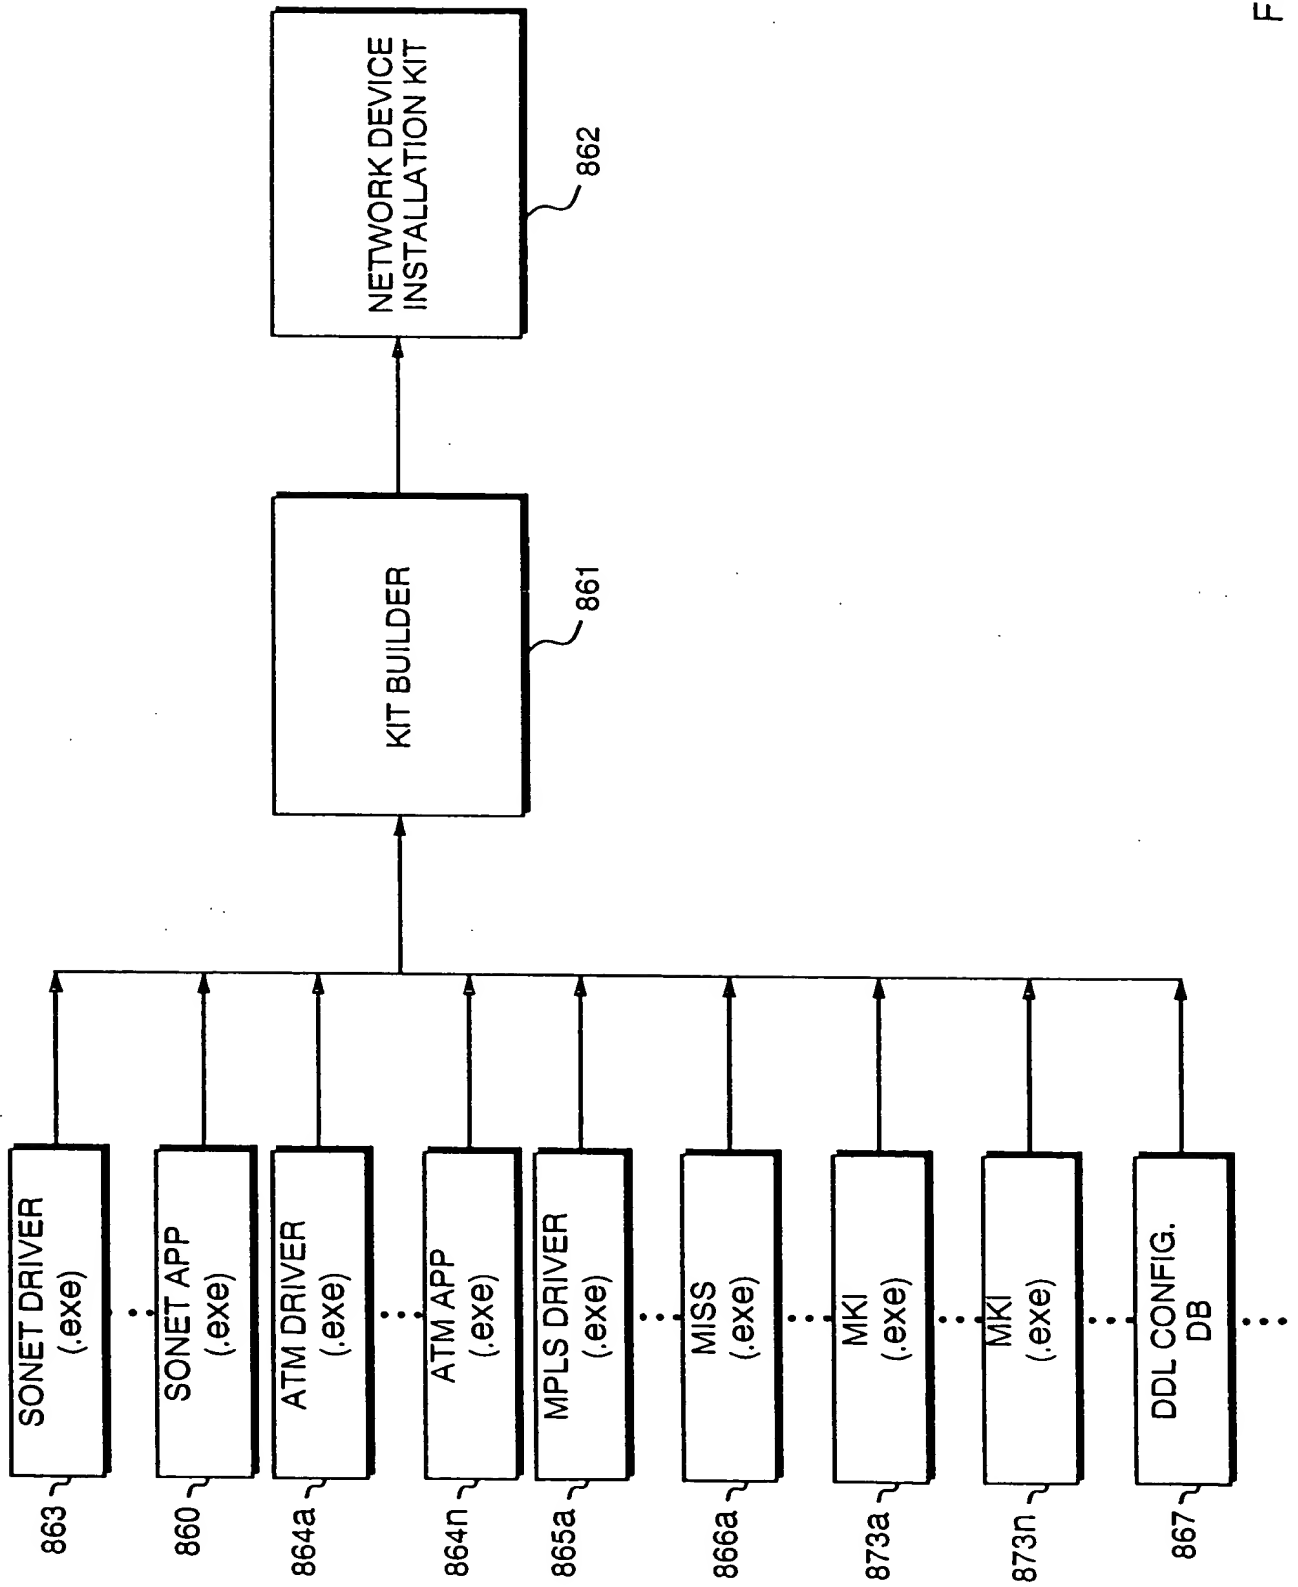 863
SONET DRIVER
(.exe)
860
SONET APP
(.exe)
864a
ATM DRIVER
(.exe)
864n
ATM APP
(.exe)
865a
MPLS DRIVER
(.exe)
866a
MISS
(.exe)
873a
MKI
(.exe)
873n
MKI
(.exe)
867
DDL CONFIG.
DB
KIT BUILDER
861
NETWORK DEVICE
INSTALLATION KIT
862
F